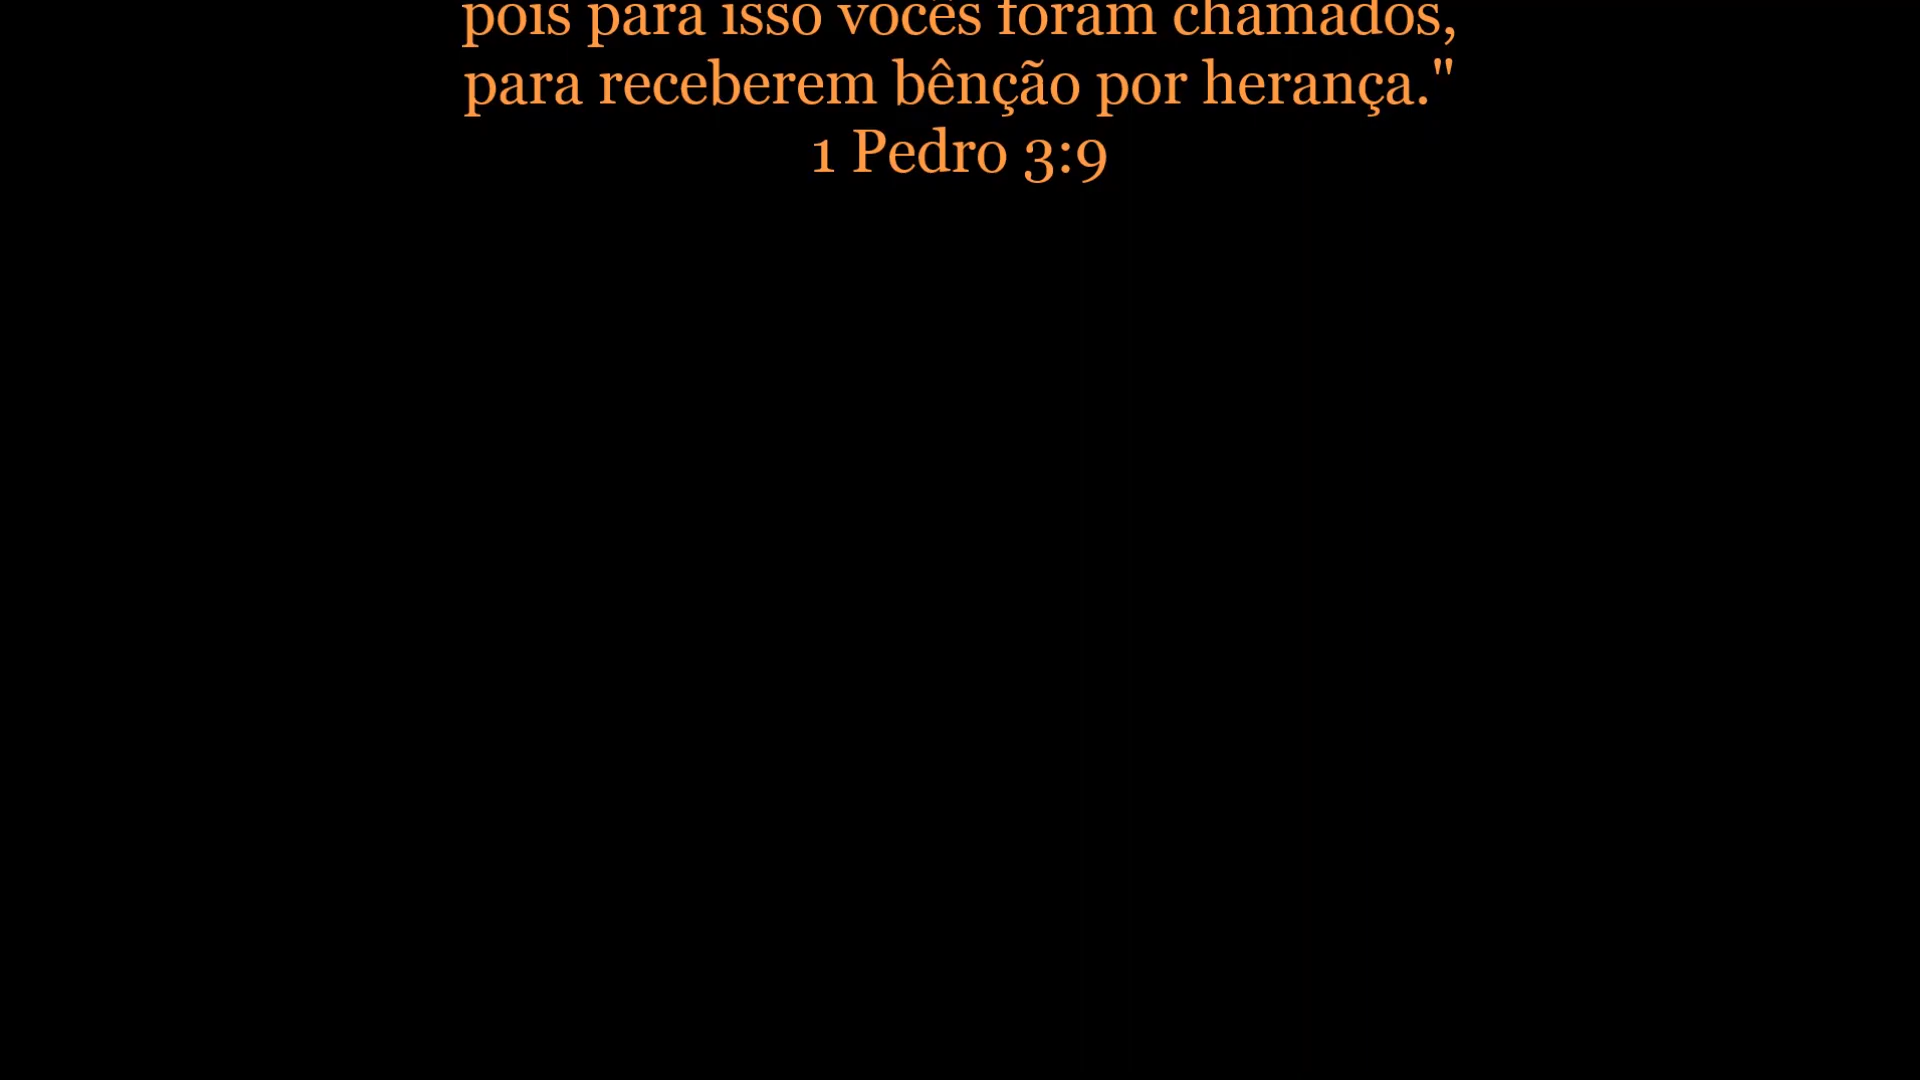 pois para isso vocês foram chamados,
para receberem bênção por herança."
1 Pedro 3:9